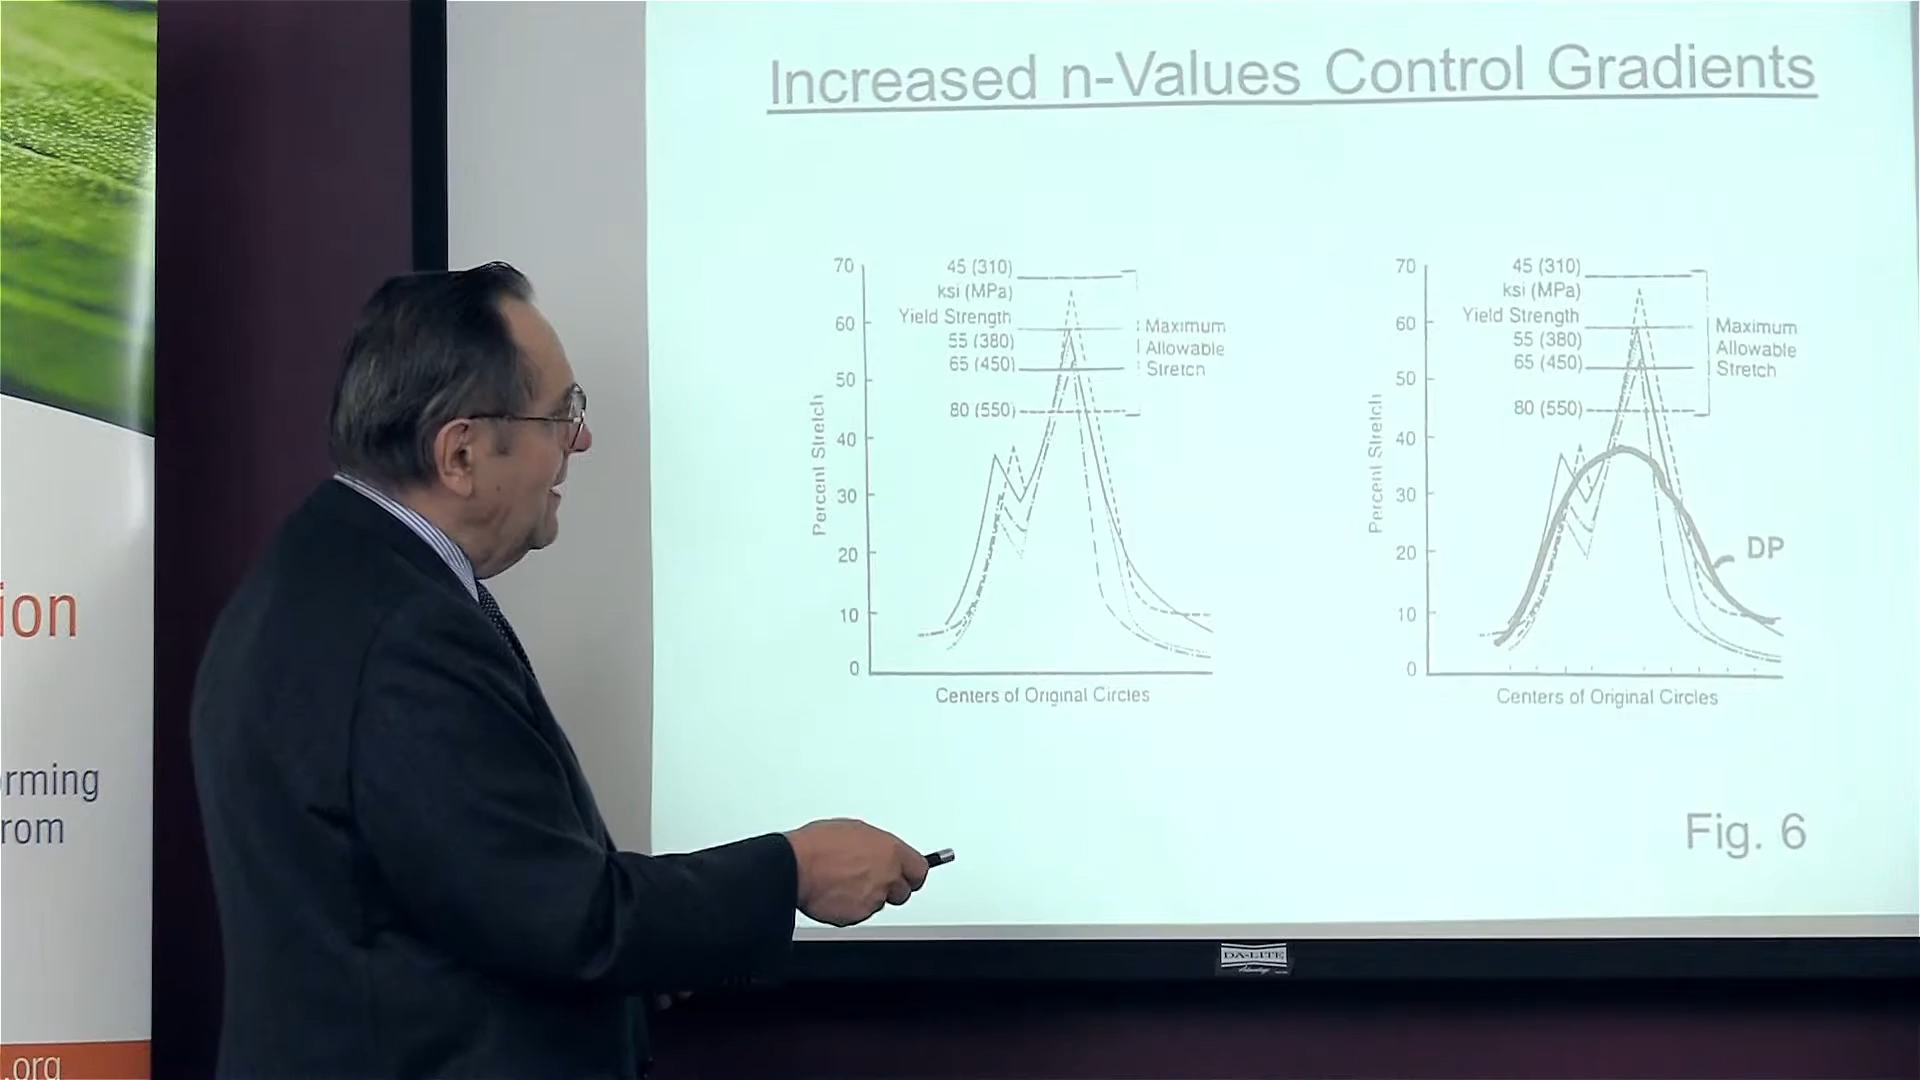 Increased n-Values Control Gradients
70
60
50
40
30
20
10
0
Percent Stretch
45 (310)
ksi (MPa)
Yield Strength
55 (380)
65 (450)
80 (550)
Maximum
Allowable
Stretch
Centers of Original Circles
70
60
50
40
30
20
10
0
Percent Stretch
45 (310)
ksi (MPa)
Yield Strength
55 (380)
65 (450)
80 (550)
Maximum
Allowable
Stretch
DP
Centers of Original Circles
Fig. 6
DA-LITE
ion
rming
rom
.org